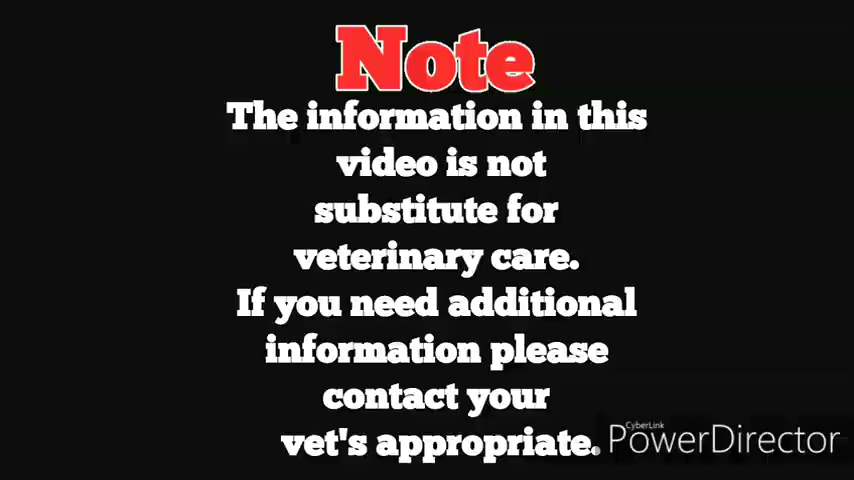 Note
The information in this
video is not
substitute for
veterinary care.
If you need additional
information please
contact your
vet's appropriate.
CyberLink
PowerDirector